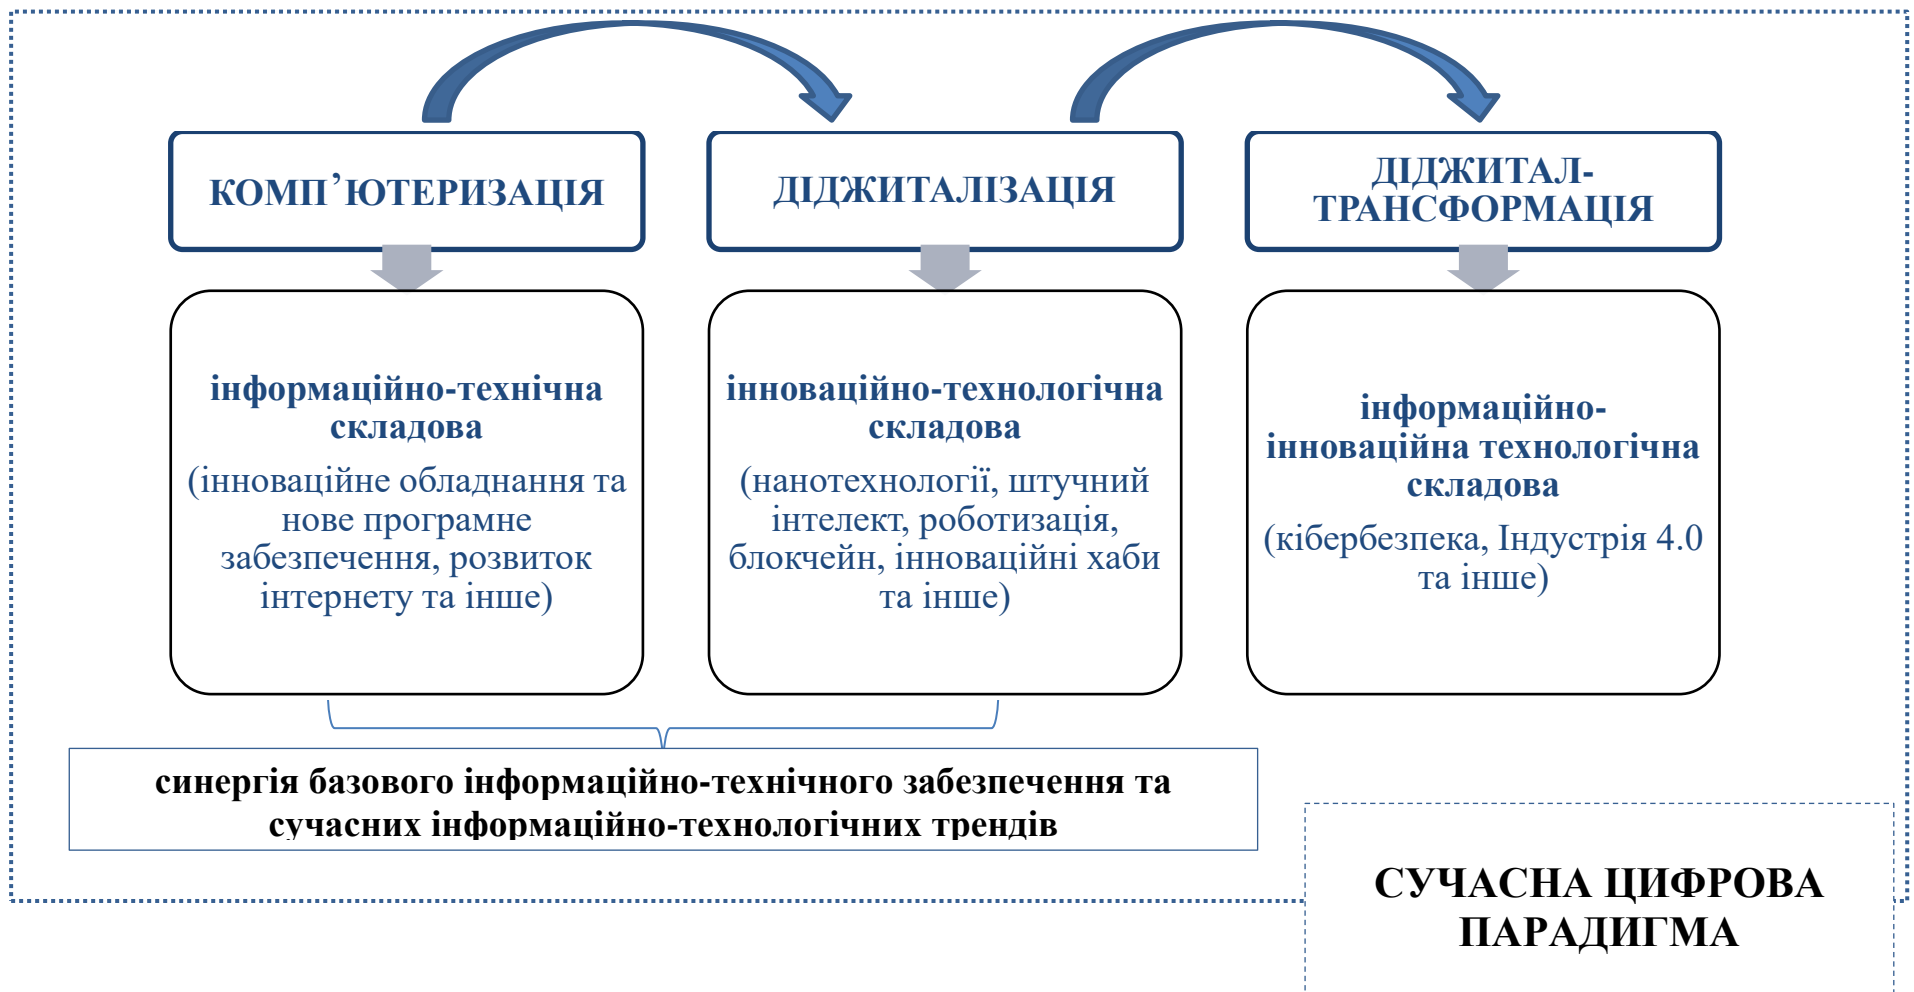 КОМП’ЮТЕРИЗАЦІЯ
ДІДЖИТАЛІЗАЦІЯ
ДІДЖИТАЛ-
ТРАНСФОРМАЦІЯ
інформаційно-технічна
складова
(інноваційне обладнання та
нове програмне
забезпечення, розвиток
інтернету та інше)
інноваційно-технологічна
складова
(нанотехнології, штучний
інтелект, роботизація,
блокчейн, інноваційні хаби
та інше)
інформаційно-
інноваційна технологічна
складова
(кібербезпека, Індустрія 4.0
та інше)
синергія базового інформаційно-технічного забезпечення та
сучасних інформаційно-технологічних трендів
СУЧАСНА ЦИФРОВА
ПАРАДИГМА